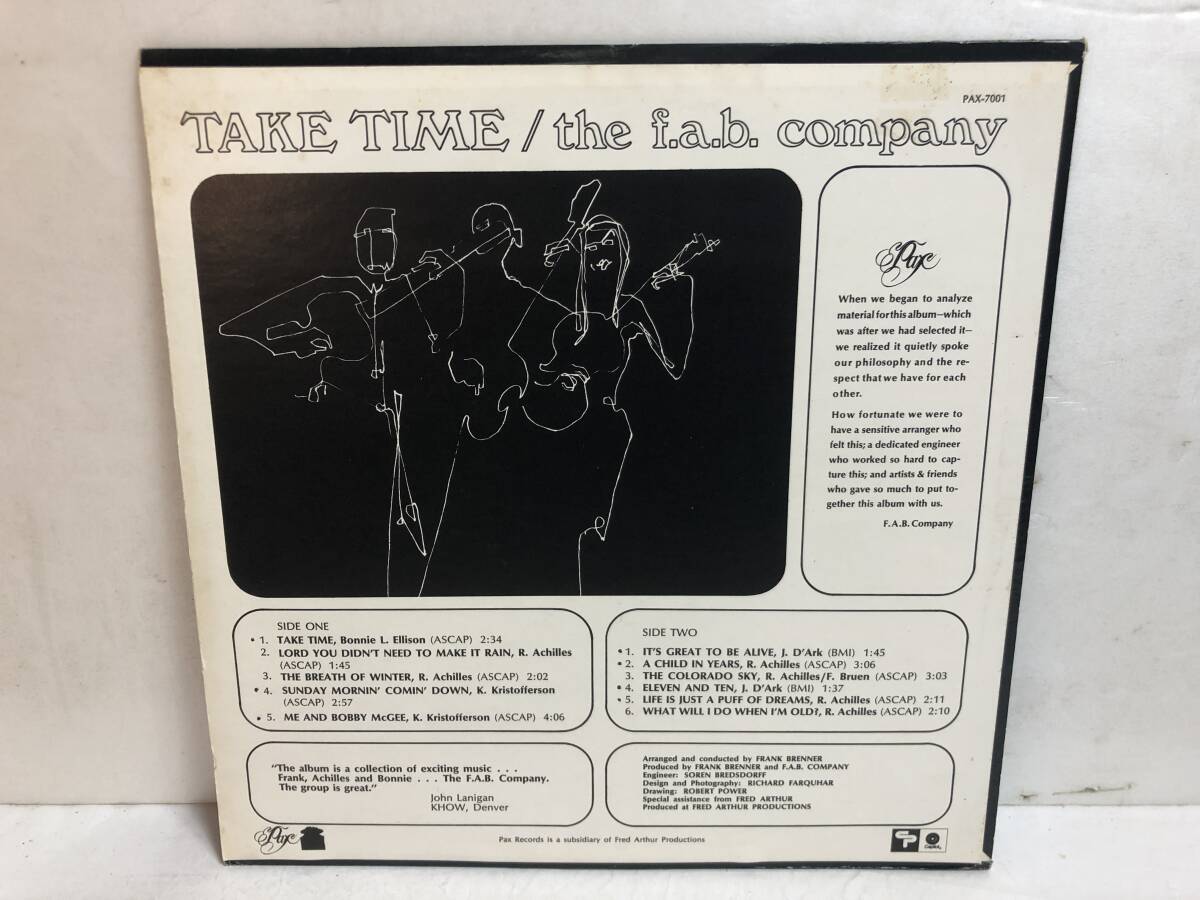 PAX-7001
TAKE TIME / the f.a.b. company
Pax
When we began to analyze
material forthis album—which
was after we had selected it—
we realized it quietly spoke
our philosophy and the re-
spect that we have for each
other.
How fortunate we were to
have a sensitive arranger who
felt this; a dedicated engineer
who worked so hard to cap-
ture this; and artists & friends
who gave so much to put to-
gether this album with us.
F.A.B. Company
SIDE ONE
• 1. TAKE TIME, Bonnie L. Ellison (ASCAP) 2:34
2. LORD YOU DIDN'T NEED TO MAKE IT RAIN, R. Achilles
(ASCAP) 1:45
3. THE BREATH OF WINTER, R. Achilles (ASCAP) 2:02
• 4. SUNDAY MORNIN' COMIN' DOWN, K. Kristofferson
(ASCAP) 2:57
• 5. ME AND BOBBY McGEE, K. Kristofferson (ASCAP) 4:06
SIDE TWO
• 1. IT'S GREAT TO BE ALIVE, J. D'Ark (BMI) 1:45
• 2. A CHILD IN YEARS, R. Achilles (ASCAP) 3:06
3. THE COLORADO SKY, R. Achilles/F. Bruen (ASCAP) 3:03
• 4. ELEVEN AND TEN, J. D'Ark (BMI) 1:37
• 5. LIFE IS JUST A PUFF OF DREAMS, R. Achilles (ASCAP) 2:11
6. WHAT WILL I DO WHEN I'M OLD?, R. Achilles (ASCAP) 2:10
"The album is a collection of exciting music . . .
Frank, Achilles and Bonnie . . . The F.A.B. Company.
The group is great."
John Lanigan
KHOW, Denver
Arranged and conducted by FRANK BRENNER
Produced by FRANK BRENNER and F.A.B. COMPANY
Engineer: SOREN BREDSDORFF
Design and Photography: RICHARD FARQUHAR
Drawing: ROBERT POWER
Special assistance from FRED ARTHUR
Produced at FRED ARTHUR PRODUCTIONS
Pax
Pax Records is a subsidiary of Fred Arthur Productions
CP
Capitol